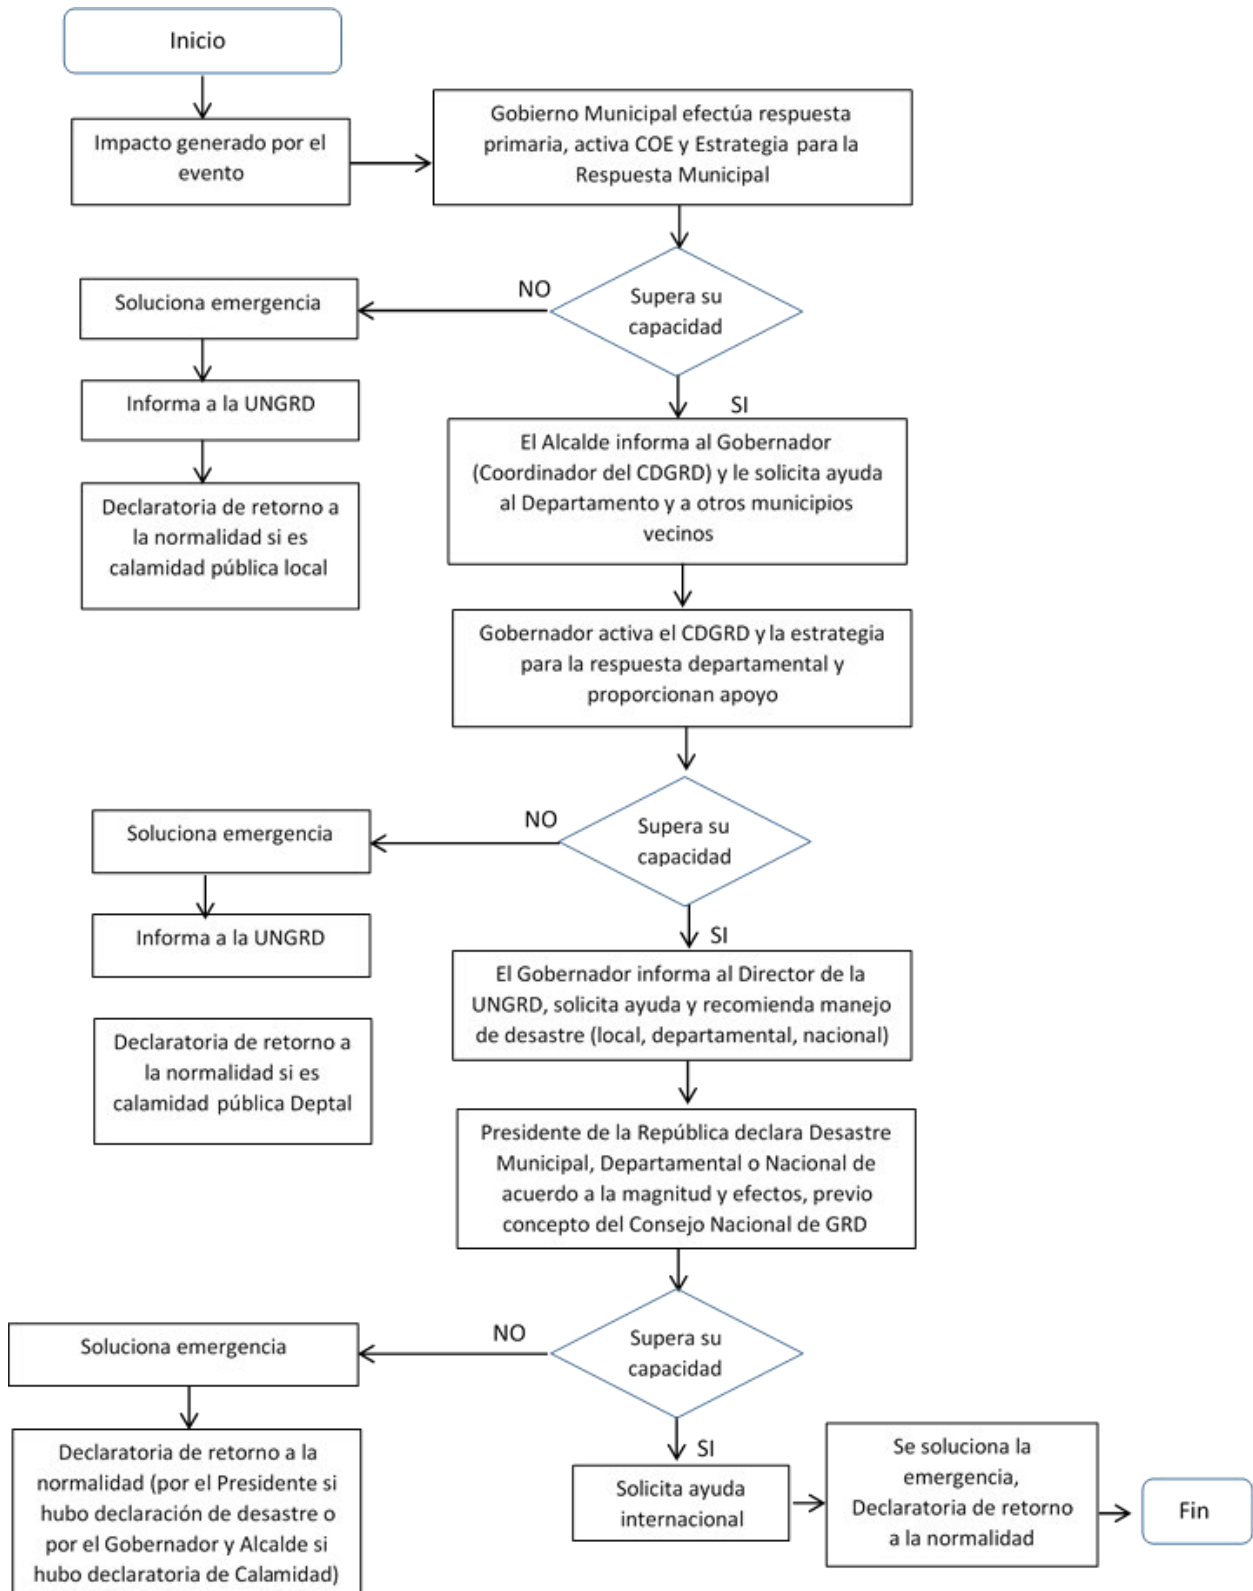 Inicio
Impacto generado por el
evento
Gobierno Municipal efectúa respuesta
primaria, activa COE y Estrategia para la
Respuesta Municipal
Supera su
capacidad
NO
Soluciona emergencia
Informa a la UNGRD
Declaratoria de retorno a
la normalidad si es
calamidad pública local
SI
El Alcalde informa al Gobernador
(Coordinador del CDGRD) y le solicita ayuda
al Departamento y a otros municipios
vecinos
Gobernador activa el CDGRD y la estrategia
para la respuesta departamental y
proporcionan apoyo
Supera su
capacidad
NO
Soluciona emergencia
Informa a la UNGRD
Declaratoria de retorno a
la normalidad si es
calamidad pública Deptal
SI
El Gobernador informa al Director de la
UNGRD, solicita ayuda y recomienda manejo
de desastre (local, departamental, nacional)
Presidente de la República declara Desastre
Municipal, Departamental o Nacional de
acuerdo a la magnitud y efectos, previo
concepto del Consejo Nacional de GRD
Supera su
capacidad
NO
Soluciona emergencia
Declaratoria de retorno a la
normalidad (por el Presidente si
hubo declaración de desastre o
por el Gobernador y Alcalde si
hubo declaratoria de Calamidad)
SI
Solicita ayuda
internacional
Se soluciona la
emergencia,
Declaratoria de retorno
a la normalidad
Fin